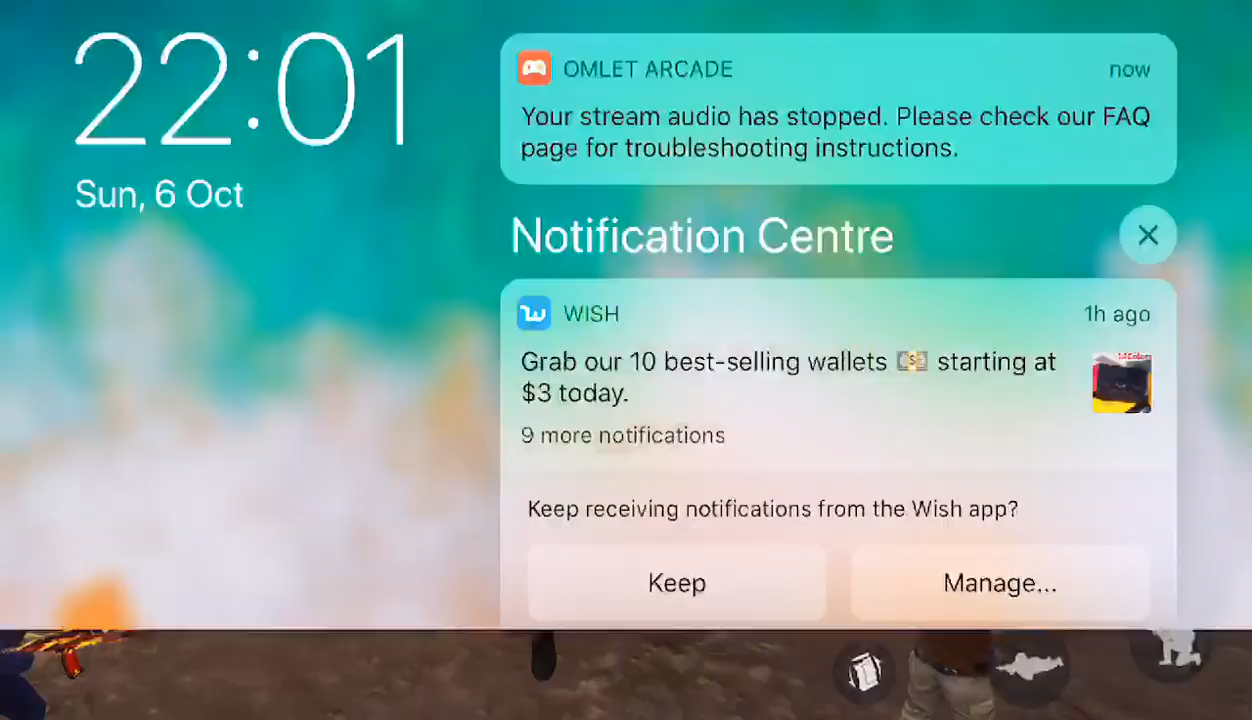 22:01
Sun, 6 Oct
OMLET ARCADE
now
Your stream audio has stopped. Please check our FAQ
page for troubleshooting instructions.
Notification Centre
WISH
1h ago
Grab our 10 best-selling wallets 💵 starting at
$3 today.
9 more notifications
Keep receiving notifications from the Wish app?
Keep
Manage...